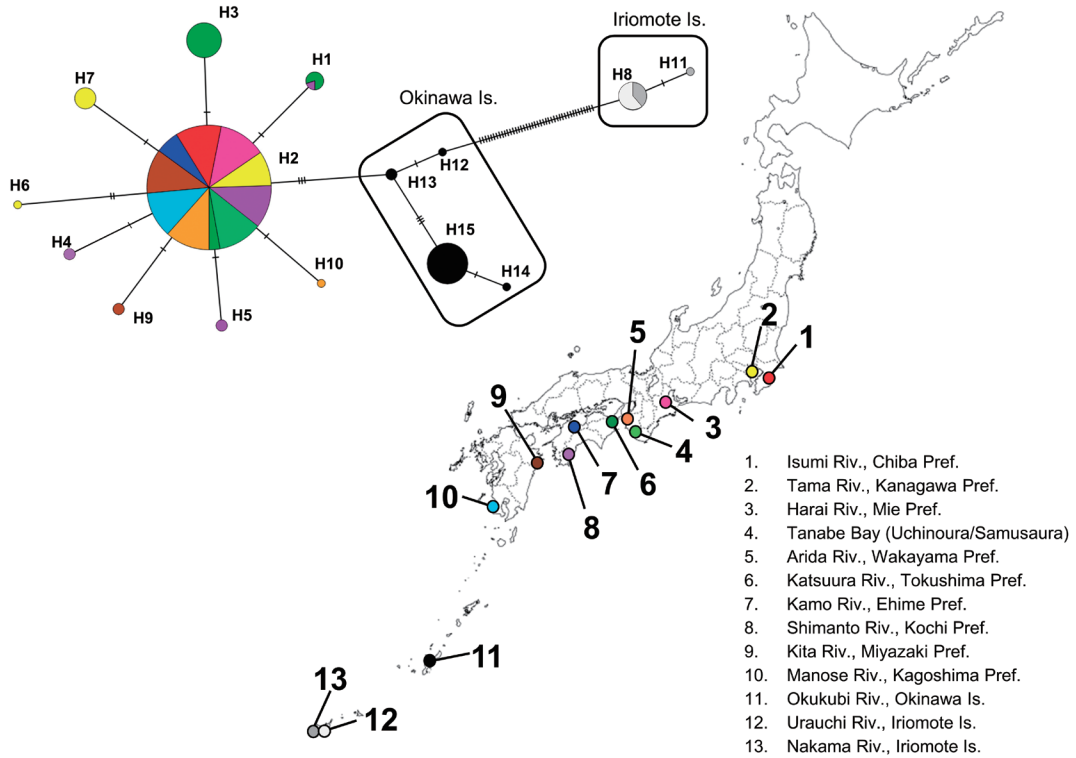 H3
Iriomote Is.
H1
H11
H7
H8
Okinawa Is.
H2
H12
H13
H6
H15
H4
H10
H14
H9
H5
2
5
1
9
3
4
10
7
6
8
11
13
12
1. Isumi Riv., Chiba Pref.
2. Tama Riv., Kanagawa Pref.
3. Harai Riv., Mie Pref.
4. Tanabe Bay (Uchinoura/Samusaura)
5. Arida Riv., Wakayama Pref.
6. Katsuura Riv., Tokushima Pref.
7. Kamo Riv., Ehime Pref.
8. Shimanto Riv., Kochi Pref.
9. Kita Riv., Miyazaki Pref.
10. Manose Riv., Kagoshima Pref.
11. Okukubi Riv., Okinawa Is.
12. Urauchi Riv., Iriomote Is.
13. Nakama Riv., Iriomote Is.